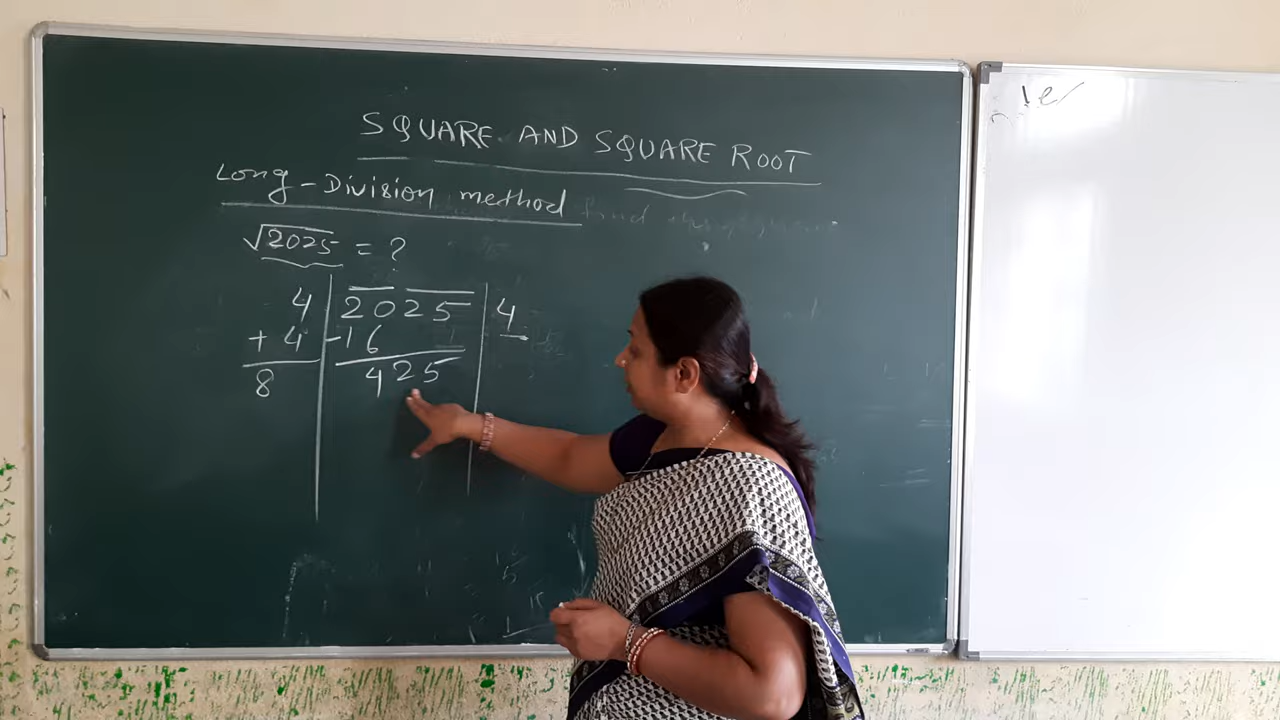 SQUARE AND SQUARE ROOT
Long-Division method
√2025 = ?
4 2025 4
+ 4 -16
8 425